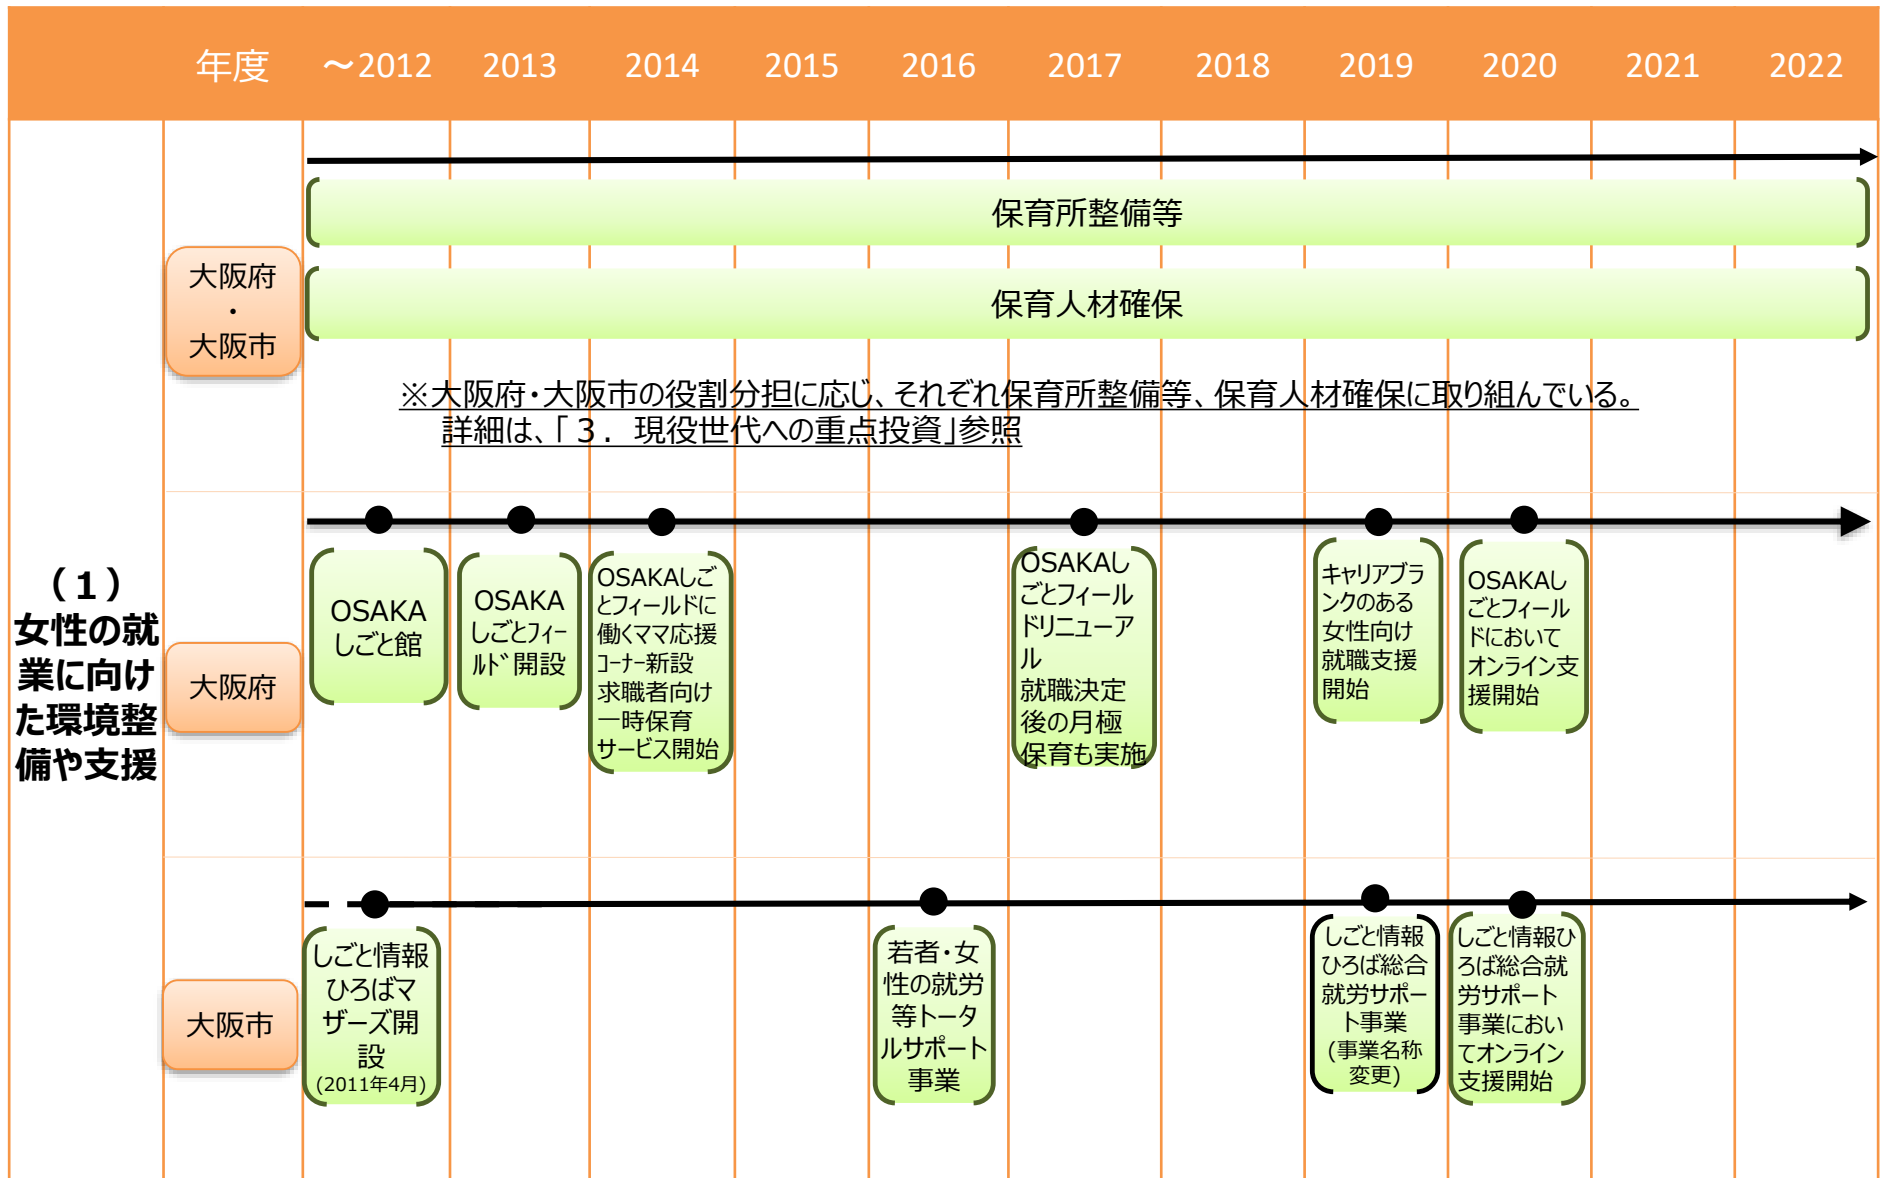 年度 ～2012 2013 2014 2015 2016 2017 2018 2019 2020 2021 2022
（１）
女性の就
業に向け
た環境整
備や支援
大阪府
・
大阪市
保育所整備等
保育人材確保
※大阪府・大阪市の役割分担に応じ、それぞれ保育所整備等、保育人材確保に取り組んでいる。
詳細は、「３．現役世代への重点投資」参照
大阪府
OSAKA
しごと館
OSAKA
しごとフィー
ルド開設
OSAKAしご
とフィールドに
働くママ応援
コーナー新設
求職者向け
一時保育
サービス開始
OSAKAし
ごとフィール
ドリニューア
ル
就職決定
後の月極
保育も実施
キャリアブラ
ンクのある
女性向け
就職支援
開始
OSAKAし
ごとフィール
ドにおいて
オンライン支
援開始
大阪市
しごと情報
ひろばマ
ザーズ開
設
(2011年4月)
若者・女
性の就労
等トータ
ルサポート
事業
しごと情報
ひろば総合
就労サポー
ト事業
(事業名称
変更)
しごと情報ひ
ろば総合就
労サポート
事業におい
てオンライン
支援開始